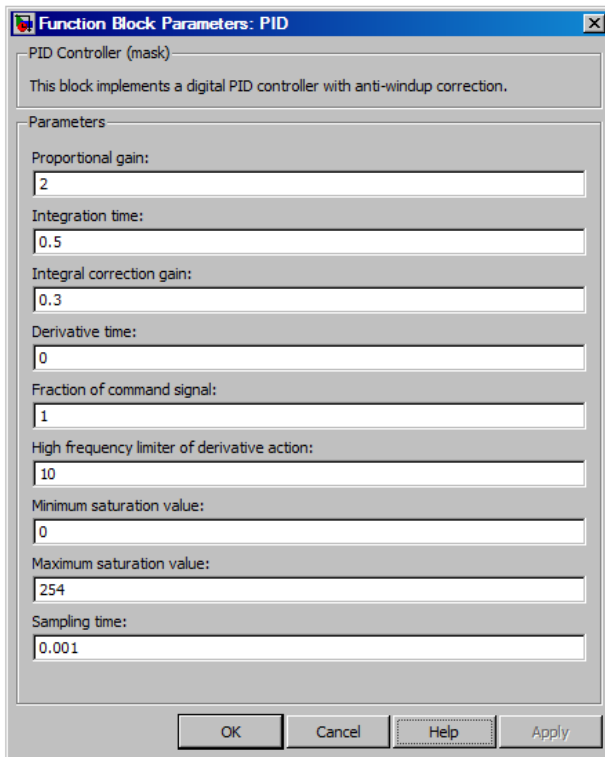 Function Block Parameters: PID
PID Controller (mask)
This block implements a digital PID controller with anti-windup correction.
Parameters
Proportional gain:
2
Integration time:
0.5
Integral correction gain:
0.3
Derivative time:
0
Fraction of command signal:
1
High frequency limiter of derivative action:
10
Minimum saturation value:
0
Maximum saturation value:
254
Sampling time:
0.001
OK Cancel Help Apply